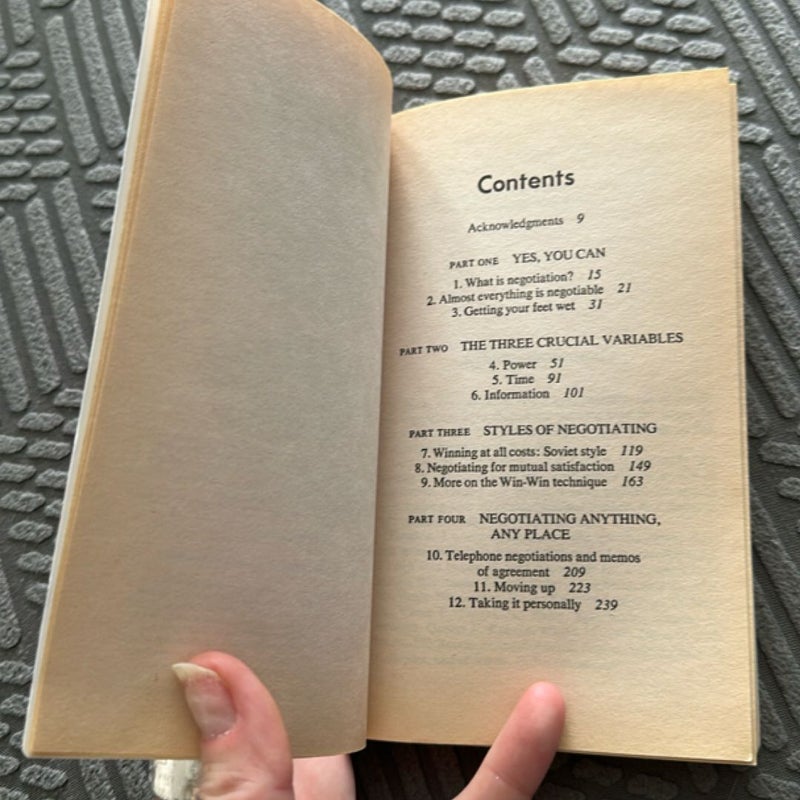 Contents
Acknowledgments 9
PART ONE YES, YOU CAN
1. What is negotiation? 15
2. Almost everything is negotiable 21
3. Getting your feet wet 31
PART TWO THE THREE CRUCIAL VARIABLES
4. Power 51
5. Time 91
6. Information 101
PART THREE STYLES OF NEGOTIATING
7. Winning at all costs: Soviet style 119
8. Negotiating for mutual satisfaction 149
9. More on the Win-Win technique 163
PART FOUR NEGOTIATING ANYTHING,
ANY PLACE
10. Telephone negotiations and memos
of agreement 209
11. Moving up 223
12. Taking it personally 239